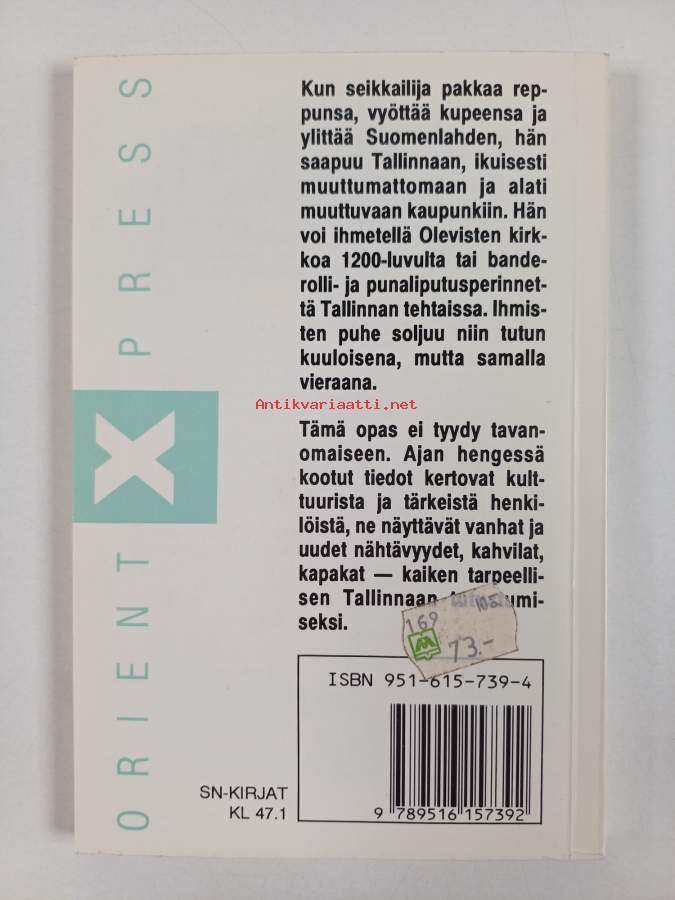 Kun seikkailija pakkaa rep-
punsa, vyöttää kupeensa ja
ylittää Suomenlahden, hän
saapuu Tallinnaan, ikuisesti
muuttumattomaan ja alati
muuttuvaan kaupunkiin. Hän
voi ihmetellä Olevisten kirk-
koa 1200-luvulta tai bande-
rolli- ja punaliputusperinnet-
tä Tallinnan tehtaissa. Ihmis-
ten puhe soljuu niin tutun
kuuloisena, mutta samalla
vieraana.
Antikvariaatti.net
Tämä opas ei tyydy tavan-
omaiseen. Ajan hengessä
kootut tiedot kertovat kult-
tuurista ja tärkeistä henki-
löistä, ne näyttävät vanhat ja
uudet nähtävyydet, kahvilat,
kapakat — kaiken tarpeelli-
sen Tallinnaan
seksi.
169
73.-
ORIENT X PRESS
ISBN 951-615-739-4
9 789516 157392
SN-KIRJAT
KL 47.1